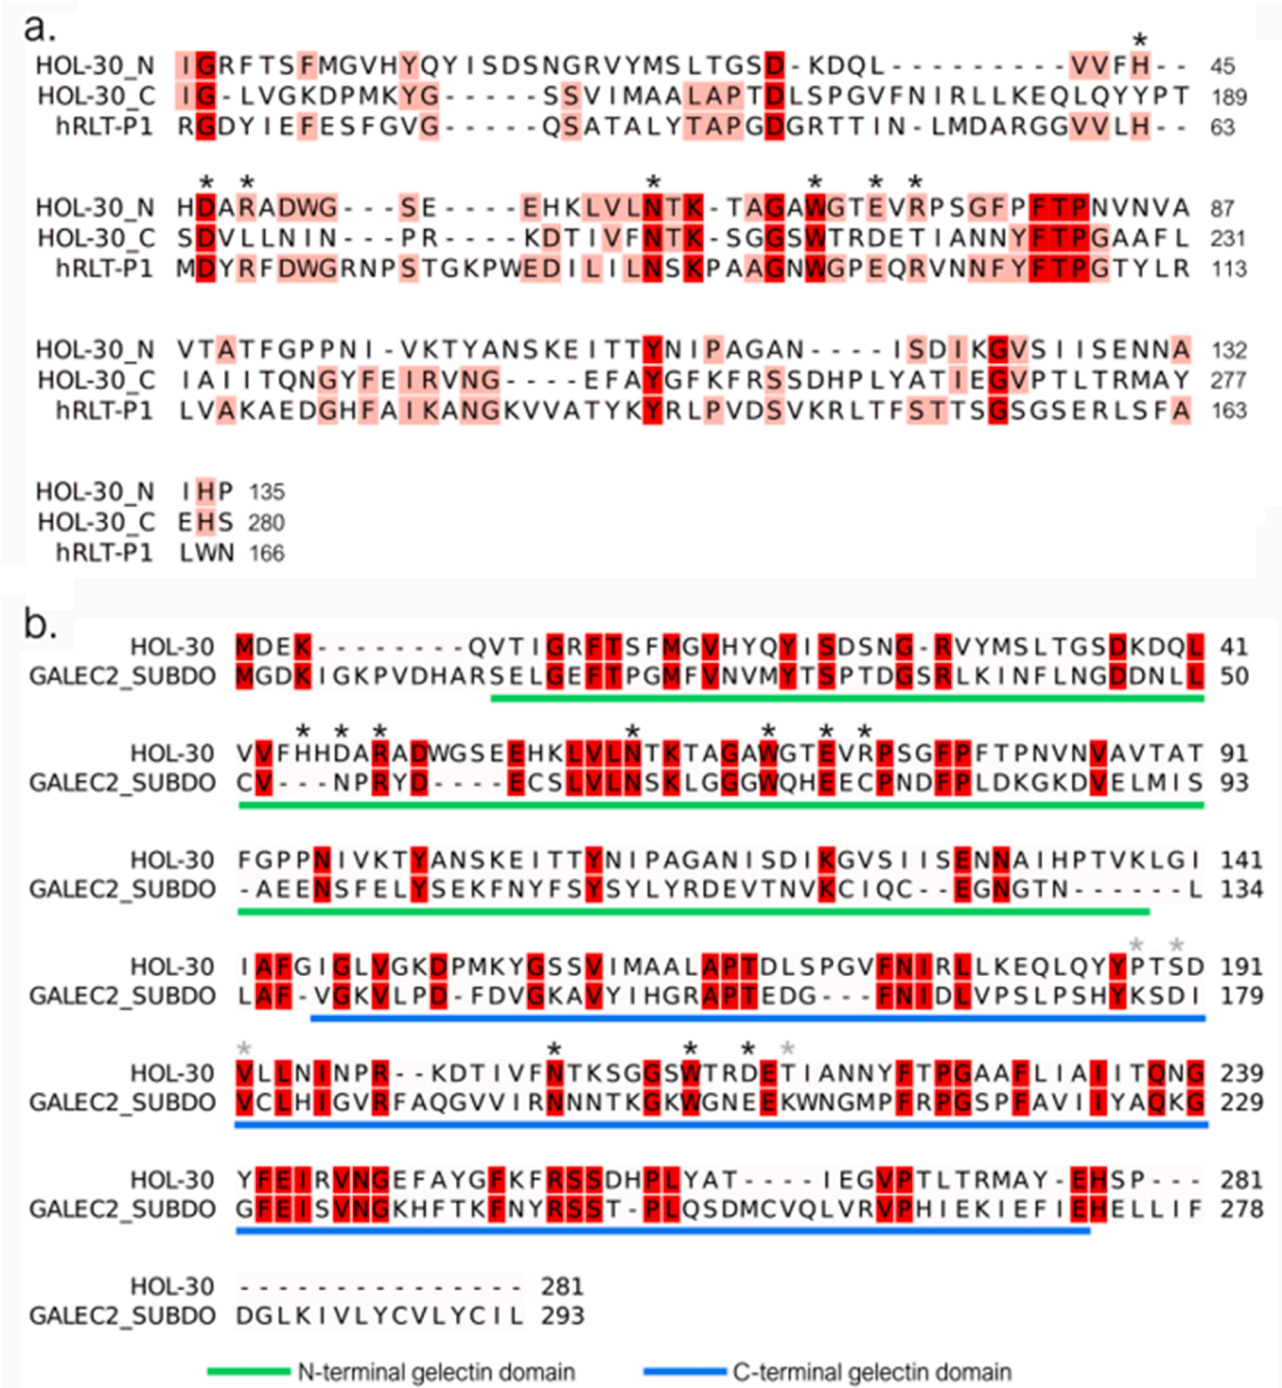 a.
*
HOL-30_N IGRFTSFMGVHYQYISDSNGRVYMSLTGSD-KDQL---------VVFH-- 45
HOL-30_C IG-LVGKDPMKYG-----SSVIMAALAPTDLSPGVFNIRLLKEQLQYYPT 189
hRLT-P1 RGDYIEFESFGVG-----QSATALYTAPGDGRTTIN-LMDARGGVVLH-- 63
* * * * * *
HOL-30_N HDARADWG---SE----EHKLVLNTK-TAGAWGTEVRPSGFPFTPNVNVA 87
HOL-30_C SDVLLNIN---PR----KDTIVFNTK-SGGSWTRDETIANNYFTPGAAFL 231
hRLT-P1 MDYRFDWGRNPSTGKPWEDILILNSKPAAGNWGPEQRVNNFYFTPGTYLR 113
HOL-30_N VTATFGPPNI-VKTYANSKEITTYNIPAGAN----ISDIKGVSIISENNA 132
HOL-30_C IAIITQNGYFEIRVNG----EFAYGFKFRSSDHPLYATIEGVPTLTRMAY 277
hRLT-P1 LVAKAEDGHFAIKANGKVVATYKYRLPVDSVKRLTFSTTSGSGSERLSFA 163
HOL-30_N IHP 135
HOL-30_C EHS 280
hRLT-P1 LWN 166
b.
HOL-30 MDEK--------QVTIGRFTSFMGVHYQYISDSNG-RVYMSLTGSDKDQL 41
GALEC2_SUBDO MGDKIGKPVDHARSELGEFTPGMFVNVMYTSPTDGSRLKINFLNGDDNLL 50
* * * * * * *
HOL-30 VVFHHDARADWGSEEHKLVLNTKTAGAWGTEVRPSGFPFTPNVNVAVTAT 91
GALEC2_SUBDO CV---NPRYD----ECSLVLNSKLGGGWQHEECPNDFPLDKGKDVELMIS 93
HOL-30 FGPPNIVKTYANSKEITTYNIPAGANISDIKGVSIISENNAIHPTVKLGI 141
GALEC2_SUBDO -AEENSFELYSEKFNYFSYSYLYRDEVTNVKCIQC--EGNGTN------L 134
* *
HOL-30 IAFGIGLVGKDPMKYGSSVIMAALAPTDLSPGVFNIRLLKEQLQYYPTSD 191
GALEC2_SUBDO LAF-VGKVLPD-FDVGKAVYIHGRAPTEDG---FNIDLVPSLPSHYKSDI 179
* * * * *
HOL-30 VLLNINPR--KDTIVFNTKSGGSWTRDETIANNYFTPGAAFLIAIITQNG 239
GALEC2_SUBDO VCLHIGVRFAQGVVIRNNNTKGKWGNEEKWNGMPFRPGSPFAVIIYAQKG 229
HOL-30 YFEIRVNGEFAYGFKFRSSDHPLYAT----IEGVPTLTRMAY-EHSP--- 281
GALEC2_SUBDO GFEISVNGKHFTKFNYRSST-PLQSDMCVQLVRVPHIEKIEFIEHELLIF 278
HOL-30 --------------- 281
GALEC2_SUBDO DGLKIVLYCVLYCIL 293
N-terminal gelectin domain C-terminal gelectin domain